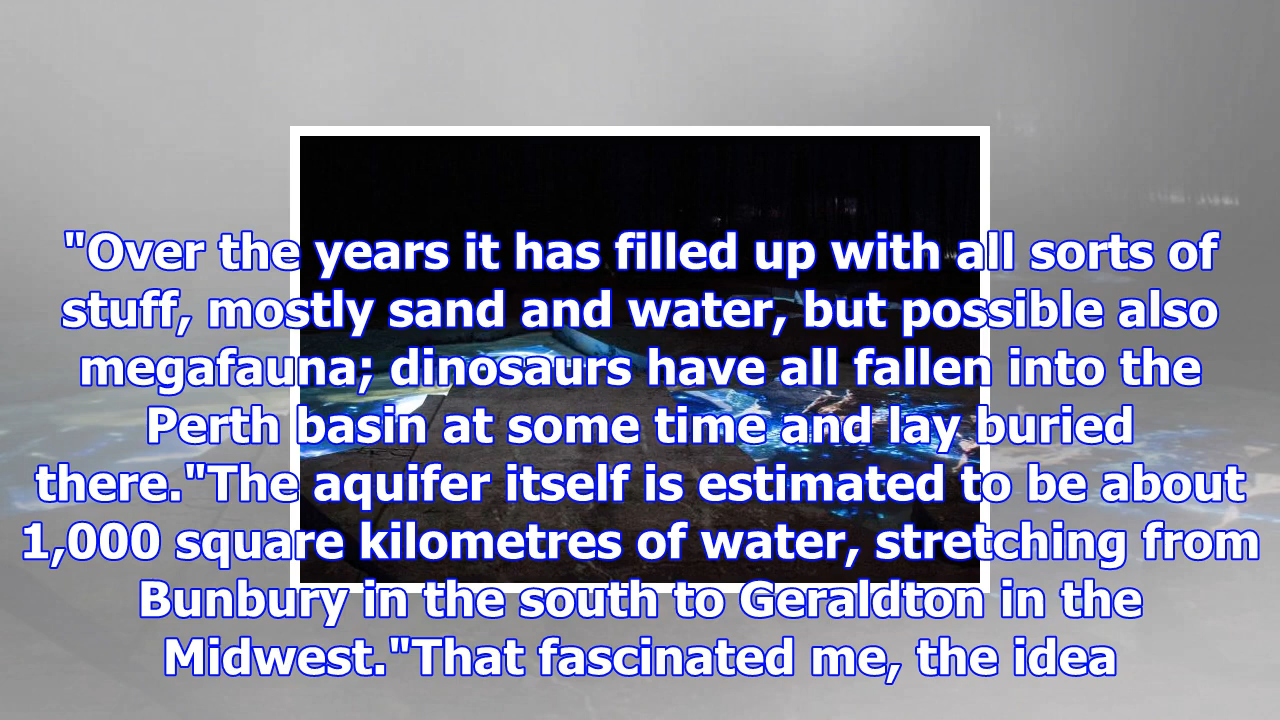 "Over the years it has filled up with all sorts of
stuff, mostly sand and water, but possible also
megafauna; dinosaurs have all fallen into the
Perth basin at some time and lay buried
there."The aquifer itself is estimated to be about
1,000 square kilometres of water, stretching from
Bunbury in the south to Geraldton in the
Midwest."That fascinated me, the idea